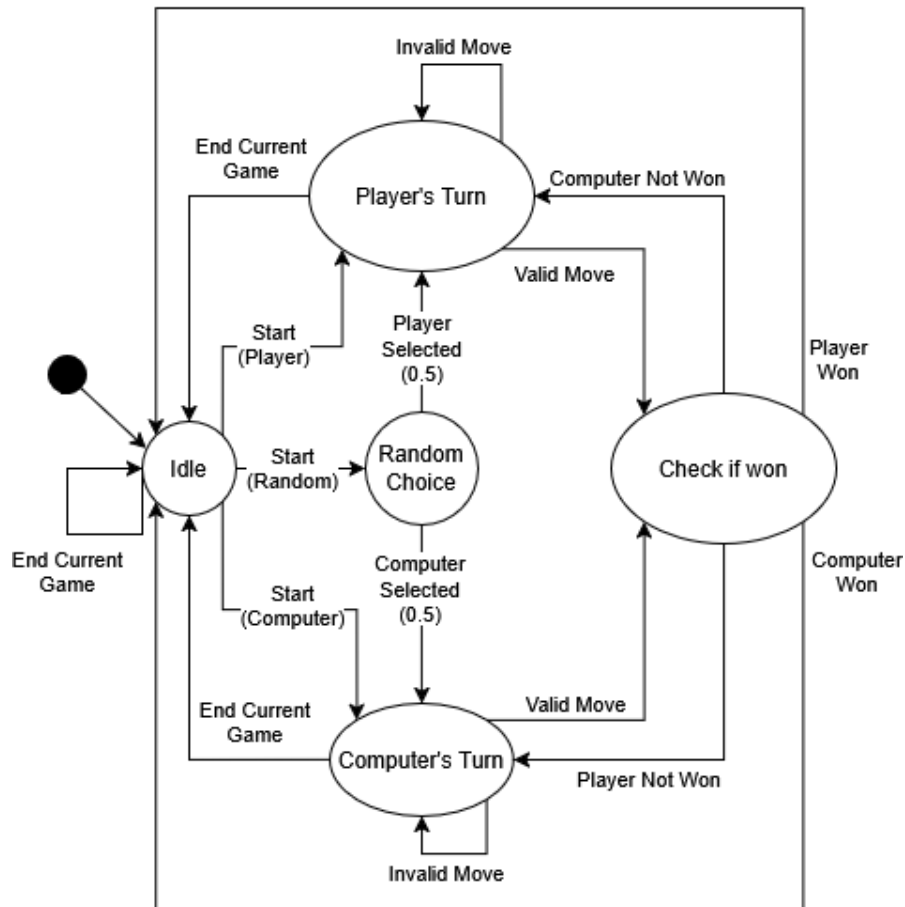 Invalid Move
End Current
Game
Player's Turn
Computer Not Won
Valid Move
Start
(Player)
Player
Selected
(0.5)
Player
Won
Idle
Start
(Random)
Random
Choice
Check if won
End Current
Game
Computer
Selected
(0.5)
Computer
Won
Start
(Computer)
End Current
Game
Valid Move
Computer's Turn
Player Not Won
Invalid Move